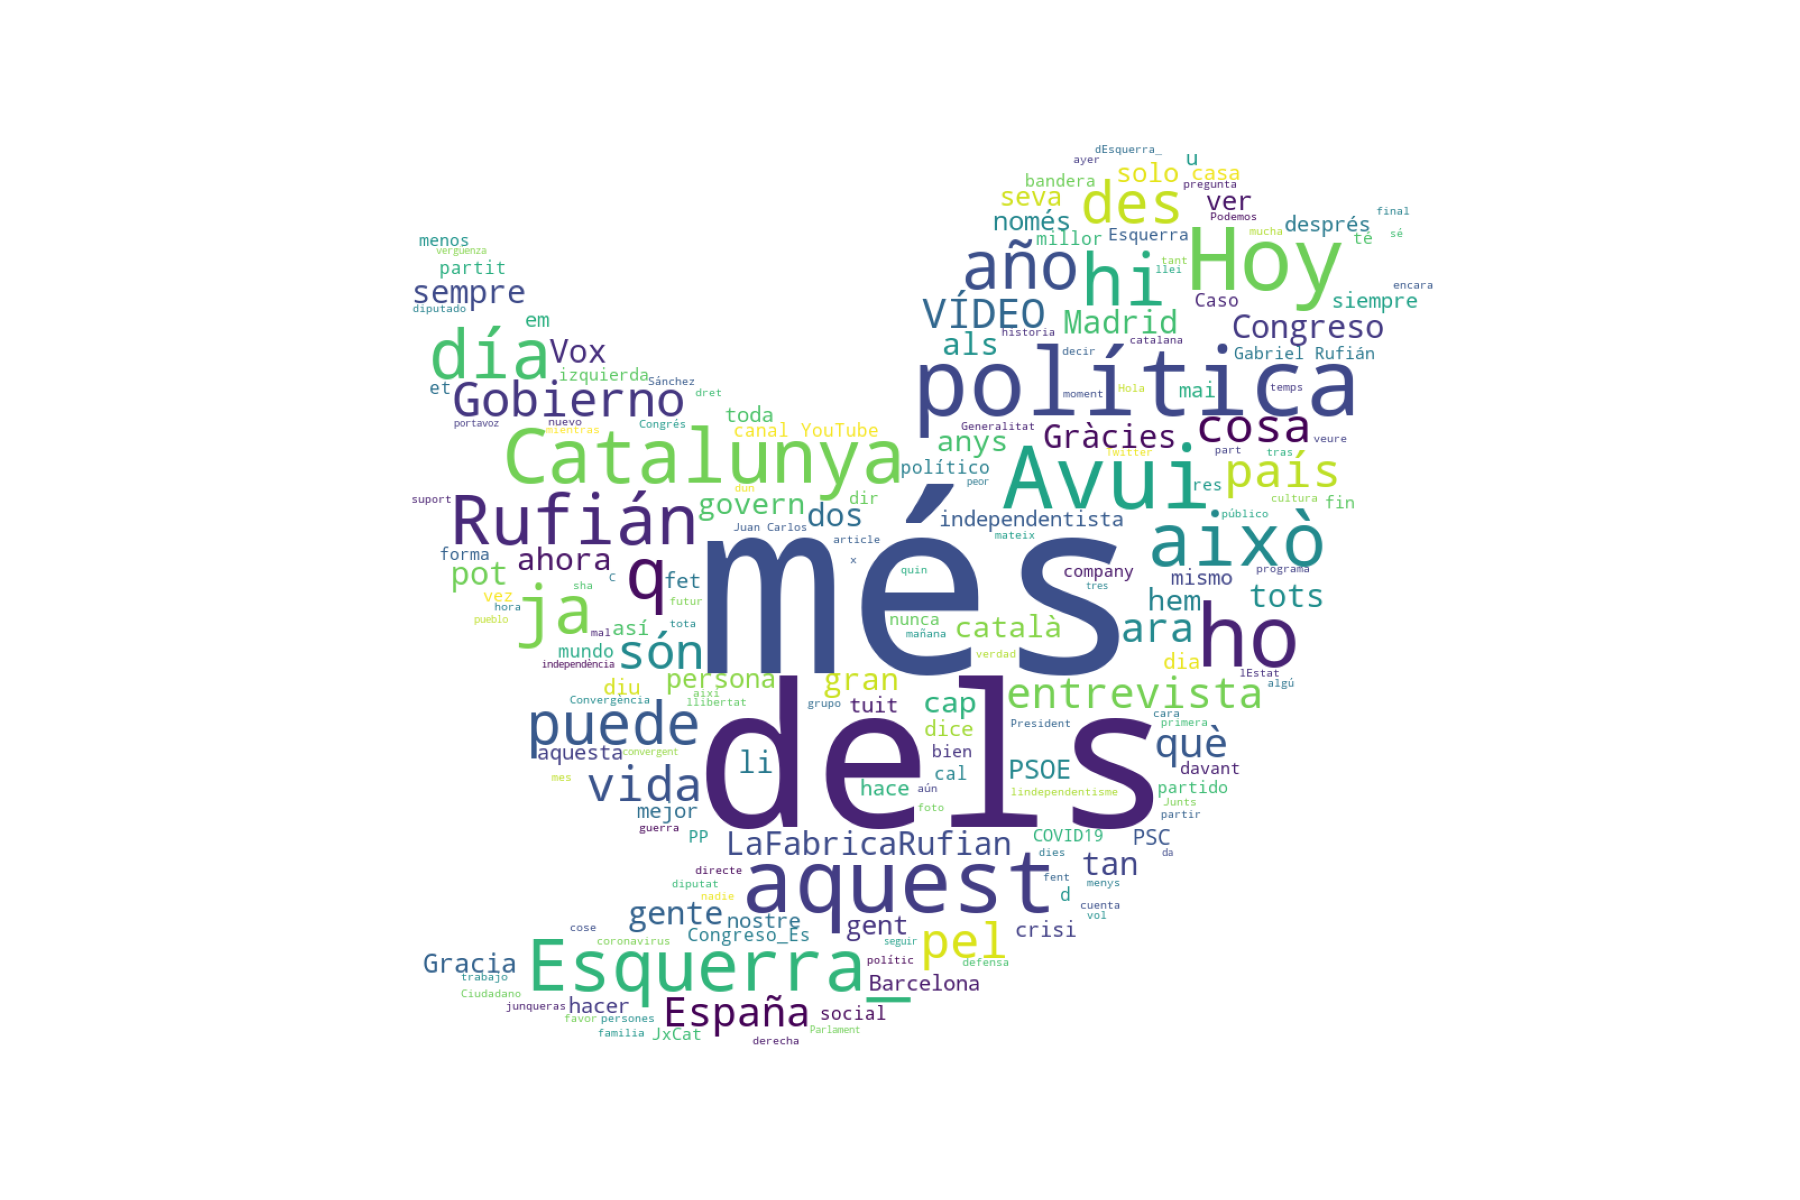 dEsquerra_
ayer
u
bandera
solo
casa
pregunta
seva
des
ver
Podemos
final
només
Esquerra
després
millor
Hoy
mucha
té
sé
menos
vergüenza
partit
año
hi
tant
llei
sempre
diputado
Caso
siempre
encara
VÍDEO
Madrid
Congreso
em
historia
catalana
día
Vox
als
decir
Gabriel Rufián
izquierda
Sánchez
política
et
Gobierno
dret
moment
Hola
mai
temps
portavoz
nuevo
mientras
Congrés
toda
canal YouTube
Generalitat
anys
Gràcies
cosa
veure
Catalunya
político
peor
Twitter
part
tras
Avui
res
país
cultura
fin
suport
Rufián
dun
govern
dir
dos
Juan Carlos
article
independentista
mateix
público
això
forma
ahora
q
fet
x
més
quin
company
tres
mismo
programa
pot
c
sha
vez
hora
pueblo
ja
futur
hem
tots
mal
así
tota
nunca
mañana
català
ara
ho
mundo
independència
són
verdad
dia
lEstat
algú
diu
persona
així
llibertat
gran
grupo
tuit
cap
entrevista
Convergència
puede
dels
dice
President
cara
primera
què
aquesta
convergent
li
bien
cal
PSOE
davant
mes
vida
hace
aún
lindependentisme
partido
Junts
partir
mejor
foto
guerra
PP
LaFabricaRufian
COVID19
PSC
dies
da
directe
diputat
nadie
aquest
tan
fent
menys
d
cuenta
vol
gente
nostre
gent
pel
crisi
cose
coronavirus
Congreso_Es
seguir
Gracia
trabajo
Esquerra_
polític
defensa
Ciudadano
junqueras
hacer
Barcelona
favor
persones
España
social
familia
JxCat
Parlament
derecha